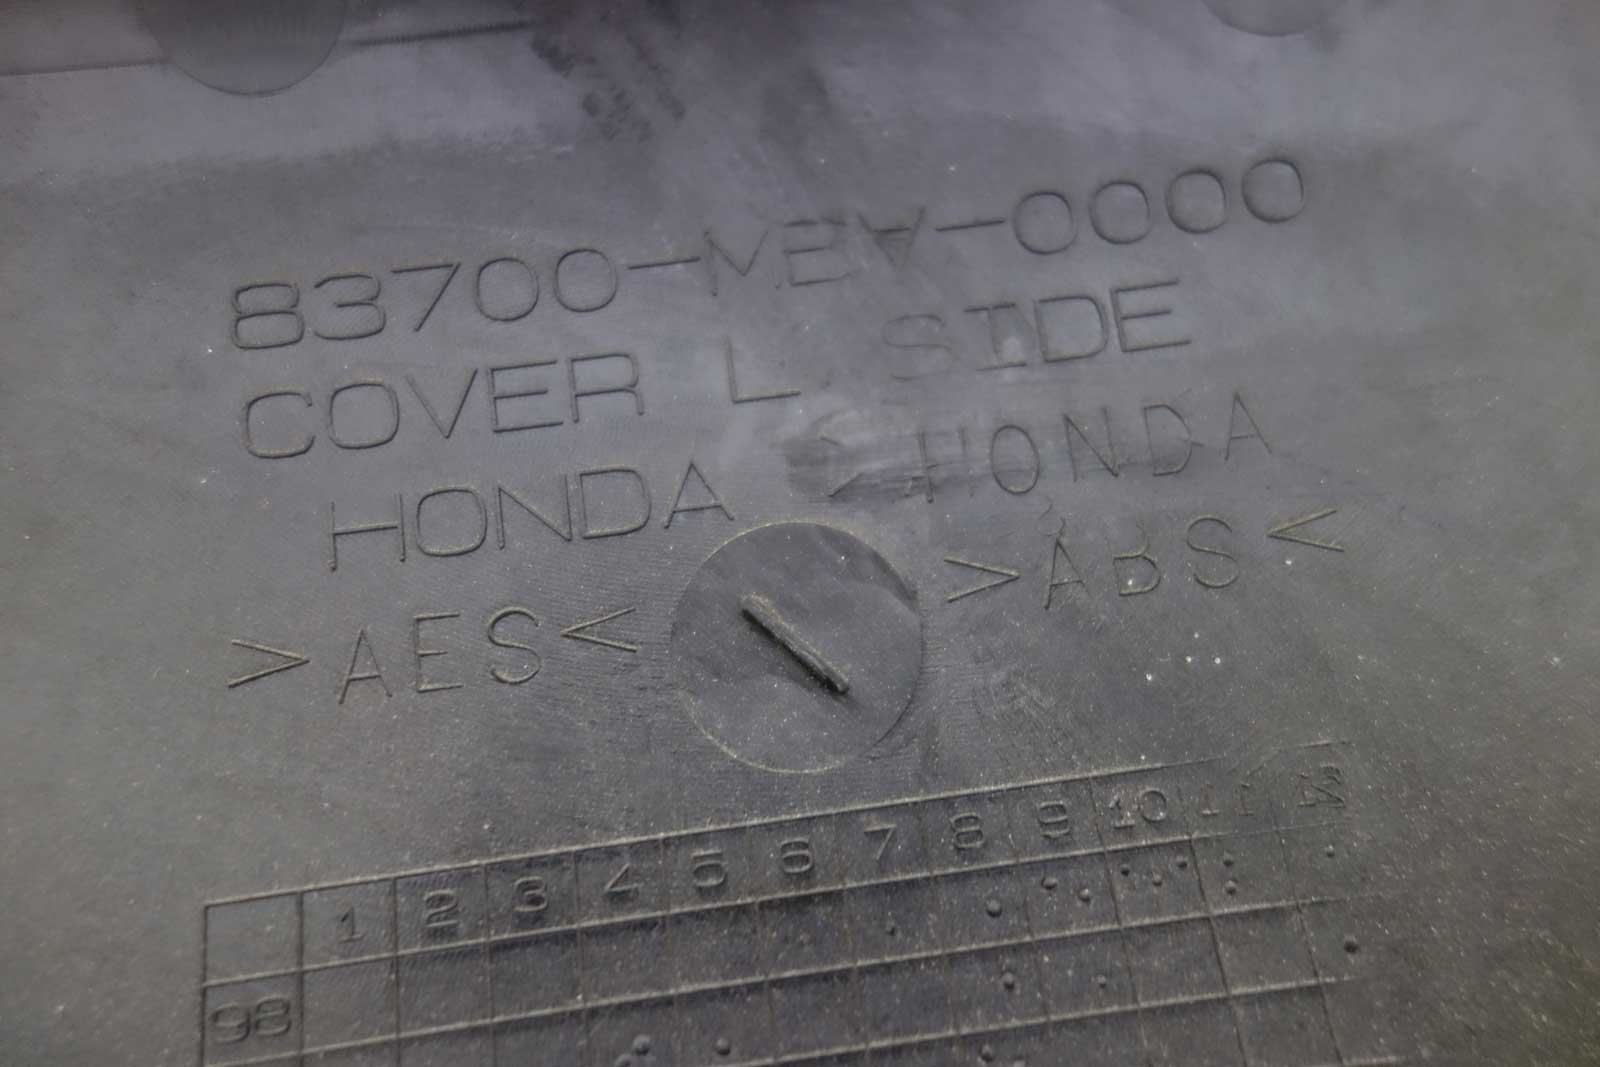 83700-MBV-0000
COVER L SIDE
HONDA >HONDA
>AES< >ABS<
1 2 3 4 5 6 7 8 9 10 11 12
98